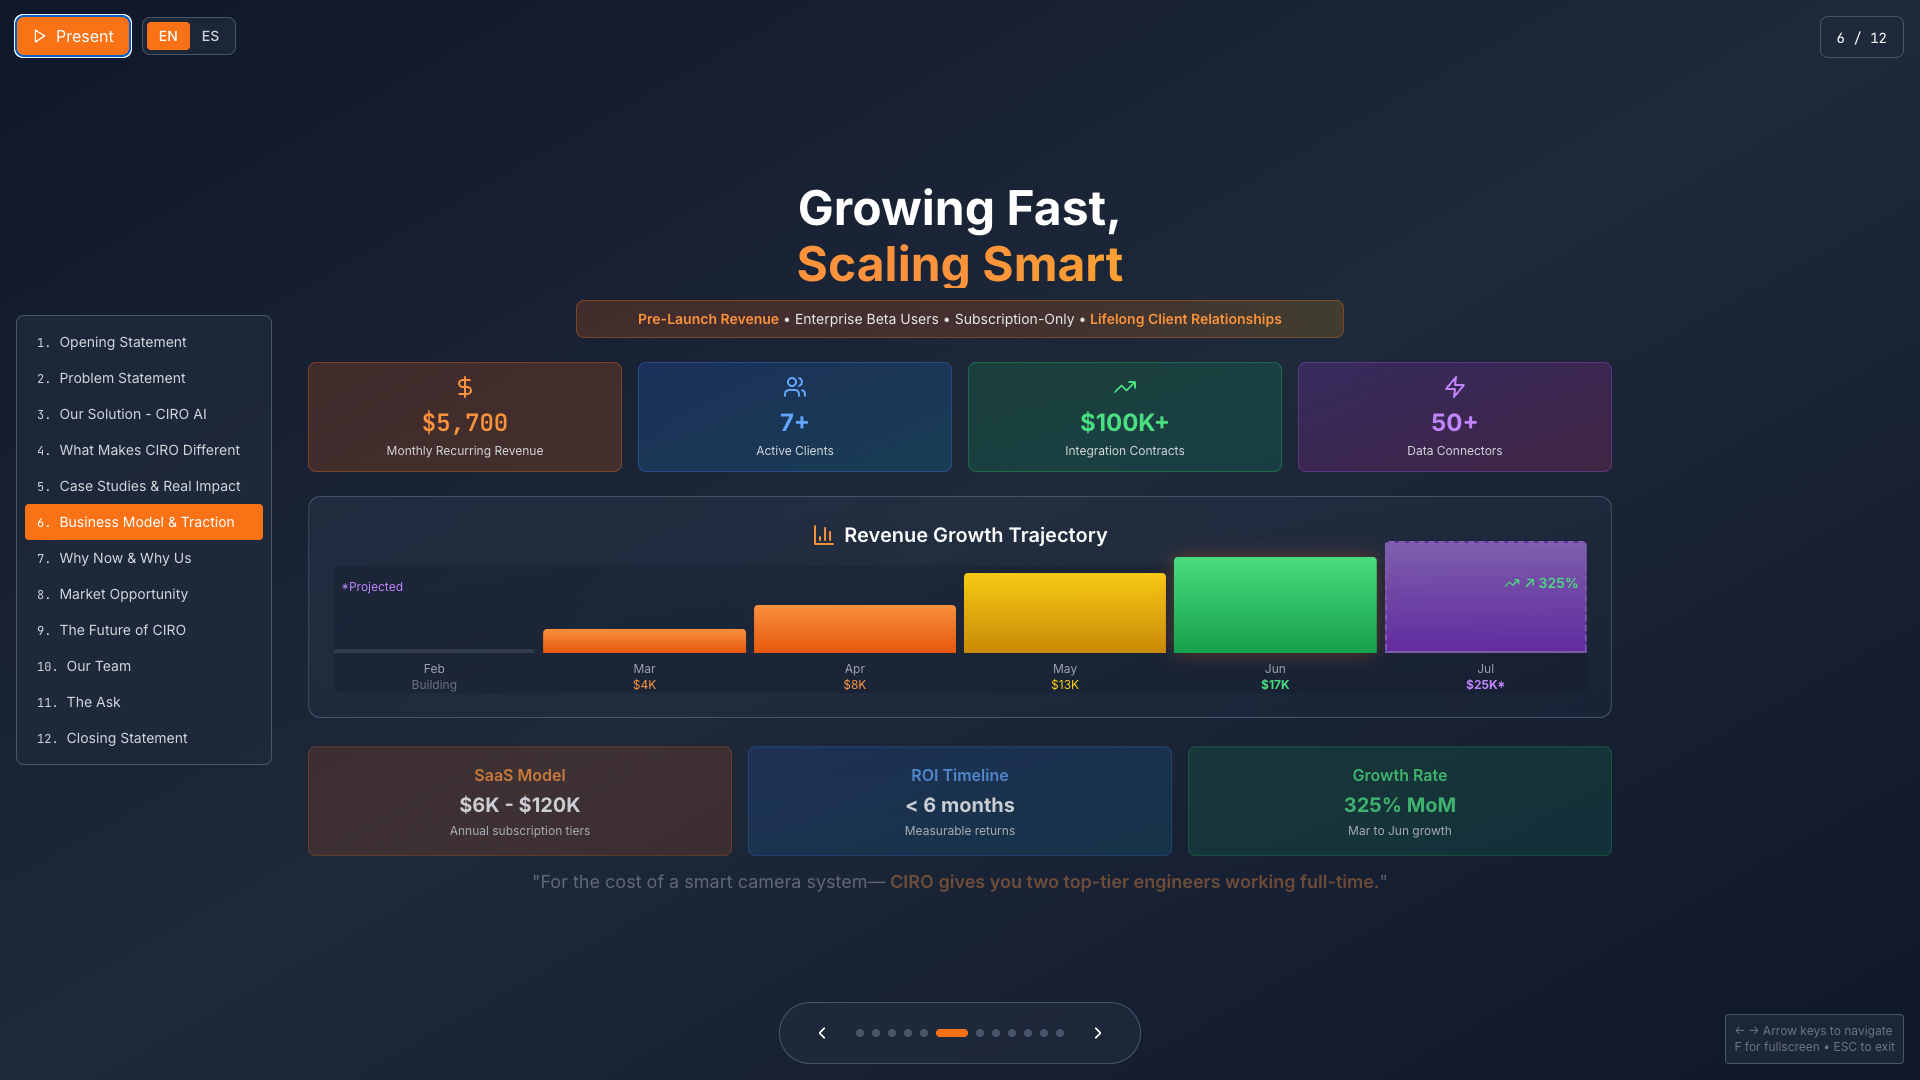 Present
EN ES
6 / 12
Growing Fast,
Scaling Smart
Pre-Launch Revenue • Enterprise Beta Users • Subscription-Only • Lifelong Client Relationships
1. Opening Statement
2. Problem Statement
3. Our Solution - CIRO AI
4. What Makes CIRO Different
5. Case Studies & Real Impact
6. Business Model & Traction
7. Why Now & Why Us
8. Market Opportunity
9. The Future of CIRO
10. Our Team
11. The Ask
12. Closing Statement
$5,700
Monthly Recurring Revenue
7+
Active Clients
$100K+
Integration Contracts
50+
Data Connectors
Revenue Growth Trajectory
*Projected
↗ 325%
Feb
Building
Mar
$4K
Apr
$8K
May
$13K
Jun
$17K
Jul
$25K*
SaaS Model
$6K - $120K
Annual subscription tiers
ROI Timeline
< 6 months
Measurable returns
Growth Rate
325% MoM
Mar to Jun growth
"For the cost of a smart camera system— CIRO gives you two top-tier engineers working full-time."
← → Arrow keys to navigate
F for fullscreen • ESC to exit